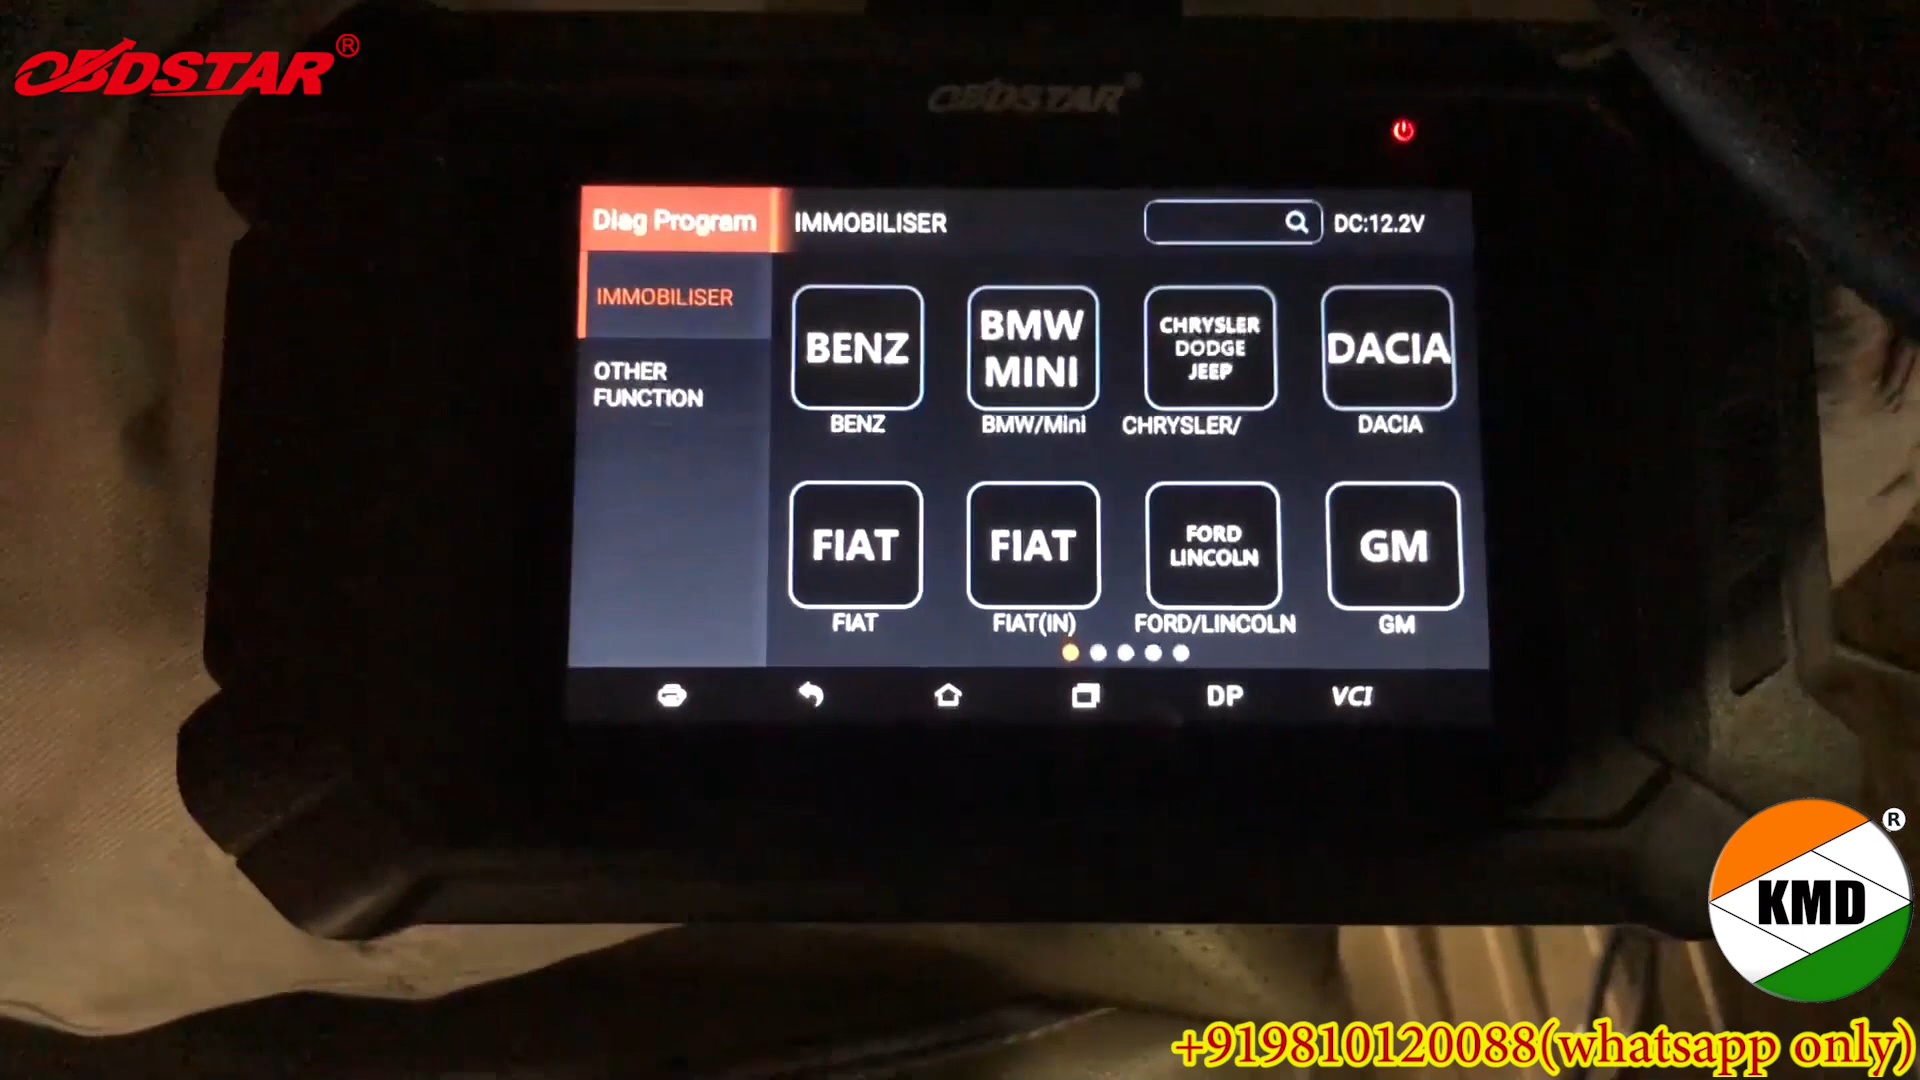 OBDSTAR®
OBDSTAR®
Diag Program
IMMOBILISER
DC:12.2V
IMMOBILISER
OTHER
FUNCTION
BENZ
BMW
MINI
CHRYSLER
DODGE
JEEP
DACIA
BENZ
BMW/Mini
CHRYSLER/
DACIA
FIAT
FIAT
FORD
LINCOLN
GM
FIAT
FIAT(IN)
FORD/LINCOLN
GM
DP
VCI
KMD®
+919810120088(whatsapp only)